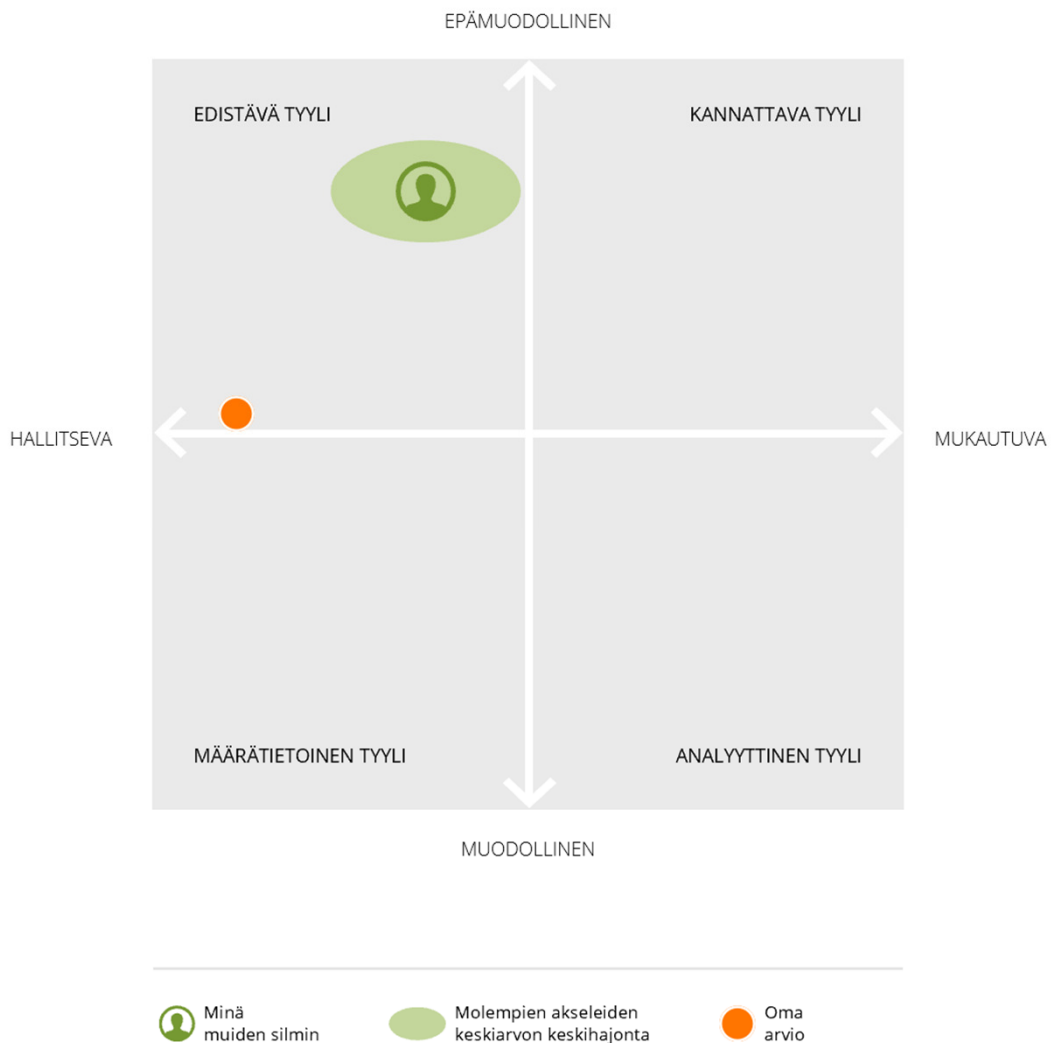 EPÄMUODOLLINEN
EDISTÄVÄ TYYLI
KANNATTAVA TYYLI
HALLITSEVA
MUKAUTUVA
MÄÄRÄTIETOINEN TYYLI
ANALYYTTINEN TYYLI
MUODOLLINEN
Minä
muiden silmin
Molempien akseleiden
keskiarvon keskihajonta
Oma
arvio